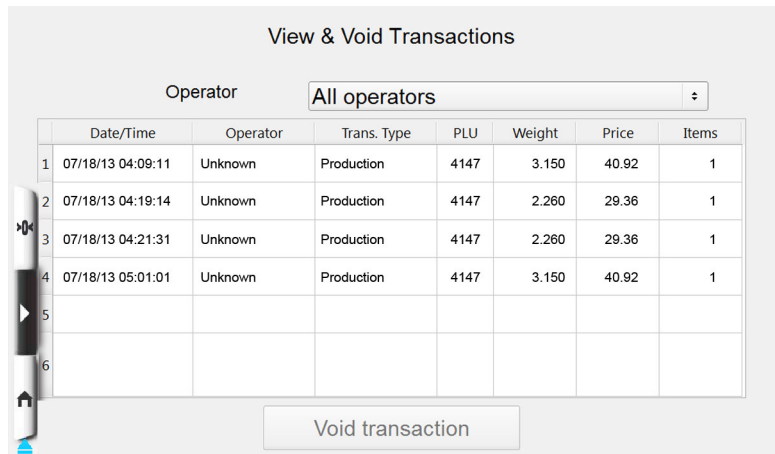 View & Void Transactions
Operator All operators
Date/Time Operator Trans. Type PLU Weight Price Items
1 07/18/13 04:09:11 Unknown Production 4147 3.150 40.92 1
2 07/18/13 04:19:14 Unknown Production 4147 2.260 29.36 1
3 07/18/13 04:21:31 Unknown Production 4147 2.260 29.36 1
4 07/18/13 05:01:01 Unknown Production 4147 3.150 40.92 1
5
6
>0<
Void transaction